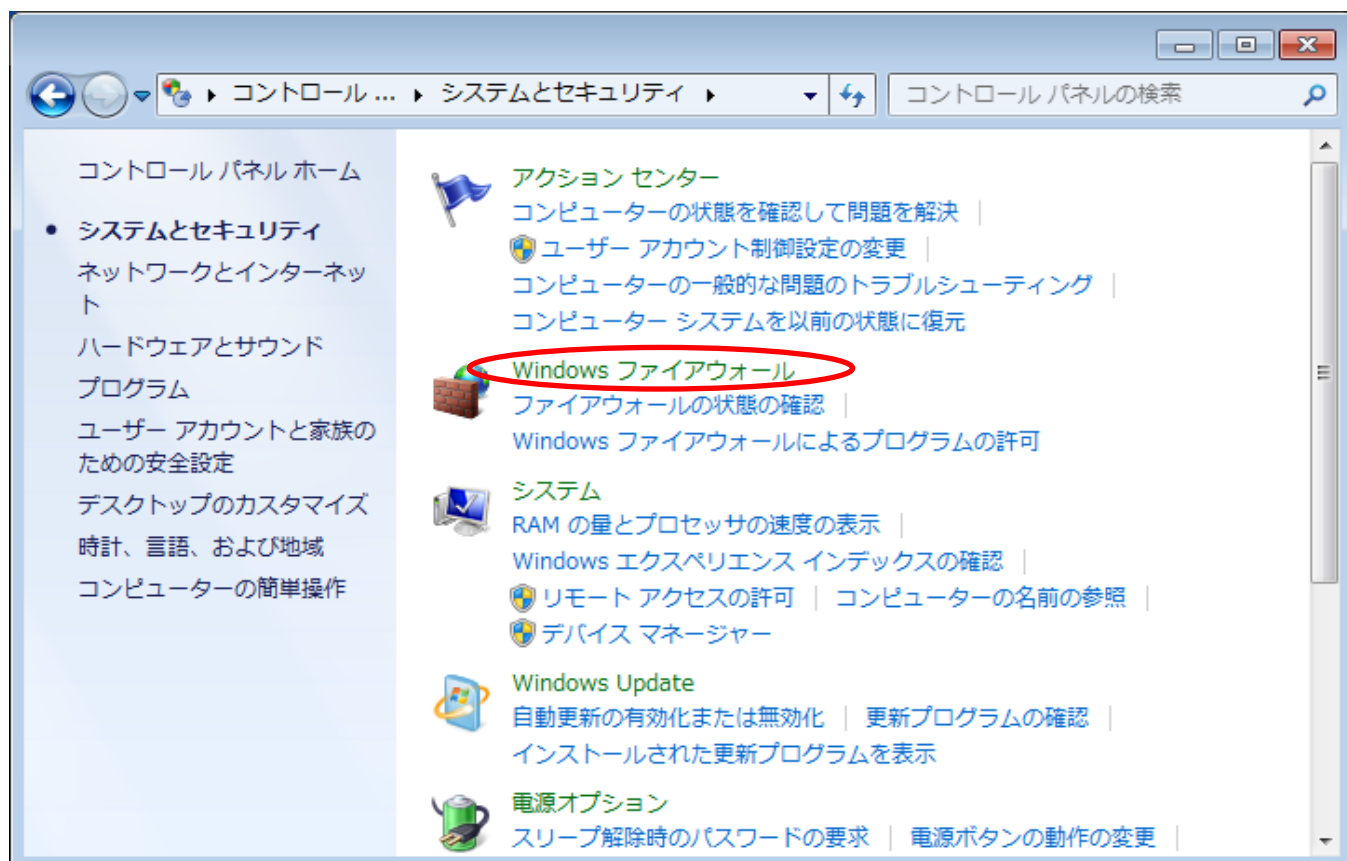 コントロール ... システムとセキュリティ コントロール パネルの検索
コントロール パネル ホーム
システムとセキュリティ
ネットワークとインターネッ
ト
ハードウェアとサウンド
プログラム
ユーザー アカウントと家族の
ための安全設定
デスクトップのカスタマイズ
時計、言語、および地域
コンピューターの簡単操作
アクション センター
コンピューターの状態を確認して問題を解決
ユーザー アカウント制御設定の変更
コンピューターの一般的な問題のトラブルシューティング
コンピューター システムを以前の状態に復元
Windows ファイアウォール
ファイアウォールの状態の確認
Windows ファイアウォールによるプログラムの許可
システム
RAM の量とプロセッサの速度の表示
Windows エクスペリエンス インデックスの確認
リモート アクセスの許可 コンピューターの名前の参照
デバイス マネージャー
Windows Update
自動更新の有効化または無効化 更新プログラムの確認
インストールされた更新プログラムを表示
電源オプション
スリープ解除時のパスワードの要求 電源ボタンの動作の変更